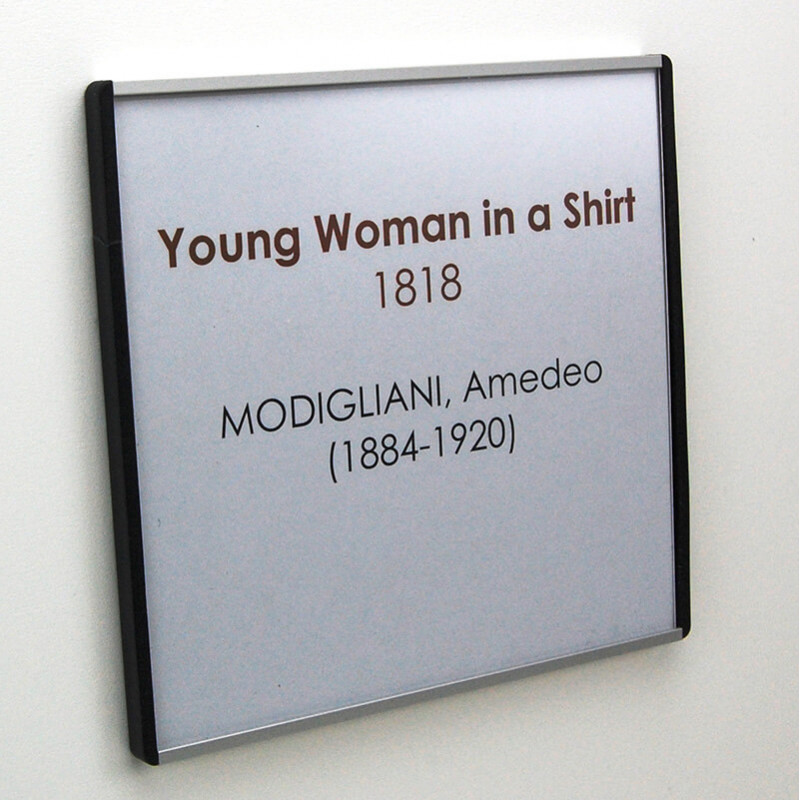 Young Woman in a Shirt
1818
MODIGLIANI, Amedeo
(1884-1920)